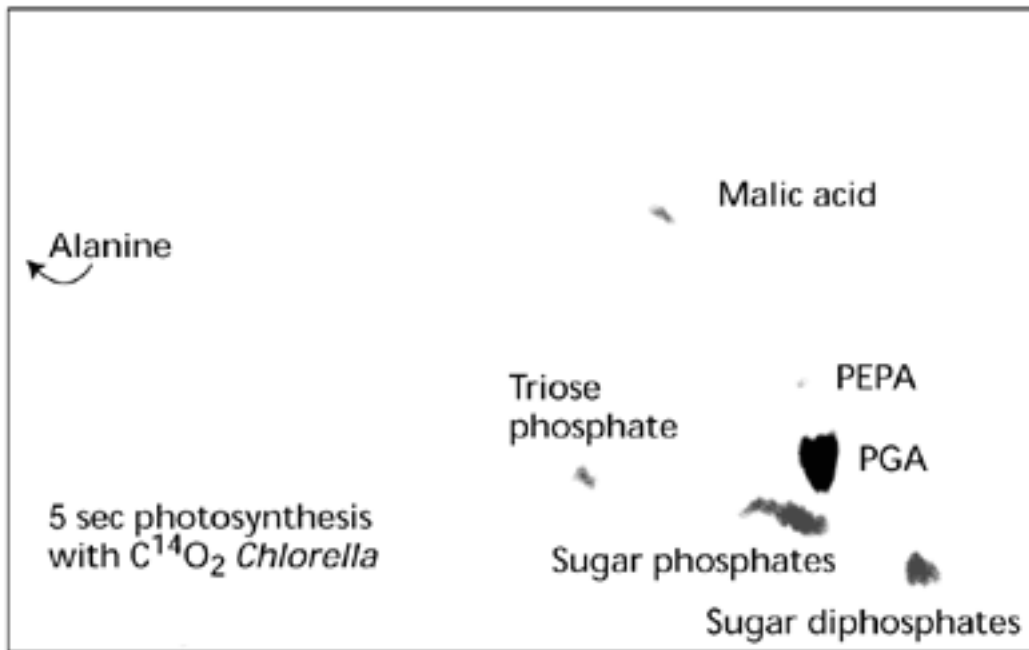 Malic acid
Alanine
PEPA
Triose
phosphate
PGA
5 sec photosynthesis
with C¹⁴O₂ Chlorella
Sugar phosphates
Sugar diphosphates